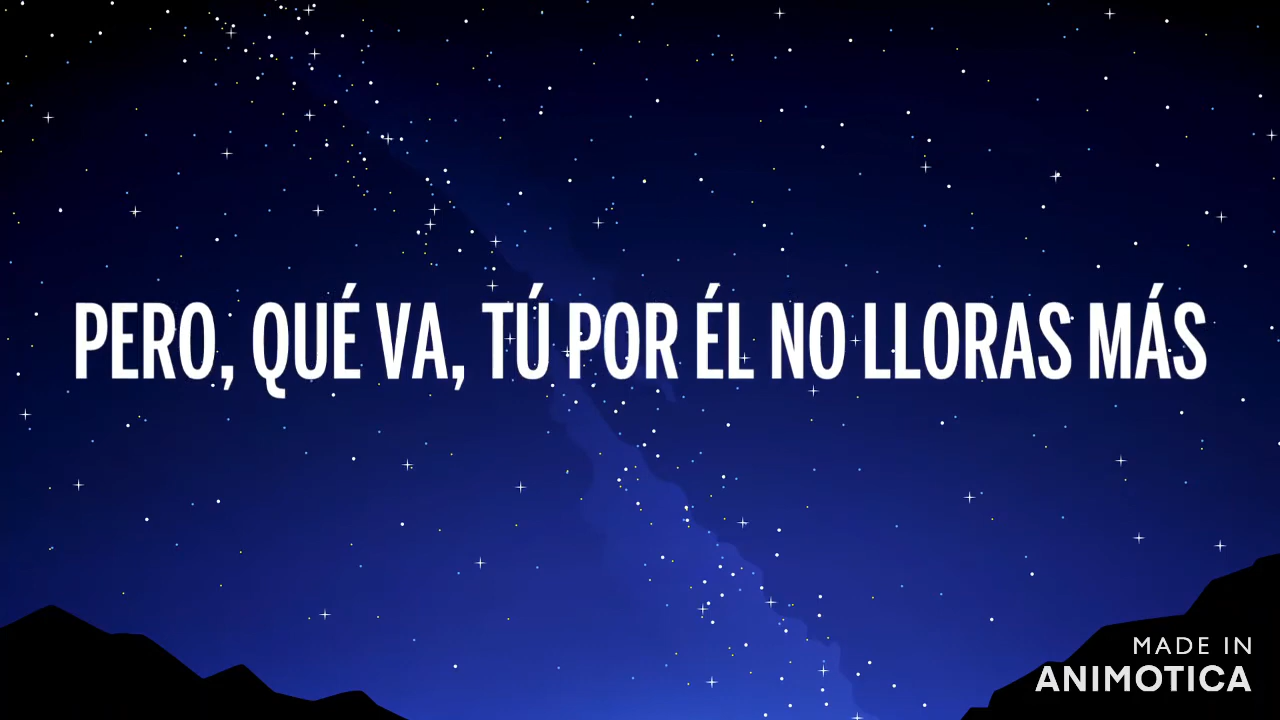 PERO, QUÉ VA, TÚ POR ÉL NO LLORAS MÁS
MADE IN
ANIMOTICA